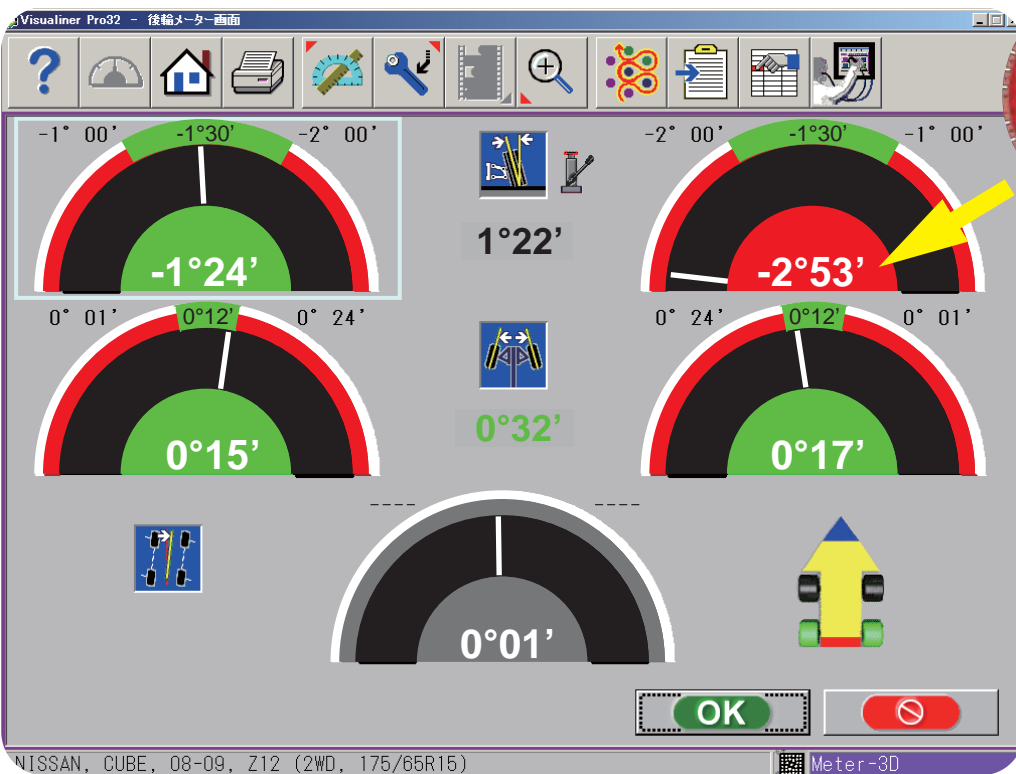 Visualiner Pro32 - 後輪メーター画面
-1° 00' -1°30' -2° 00'
-2° 00' -1°30' -1° 00'
-1°24’
1°22’
-2°53’
0° 01' 0°12' 0° 24'
0° 24' 0°12' 0° 01'
0°15’
0°32’
0°17’
---- ----
0°01’
OK
NISSAN, CUBE, 08-09, Z12 (2WD, 175/65R15)
Meter-3D